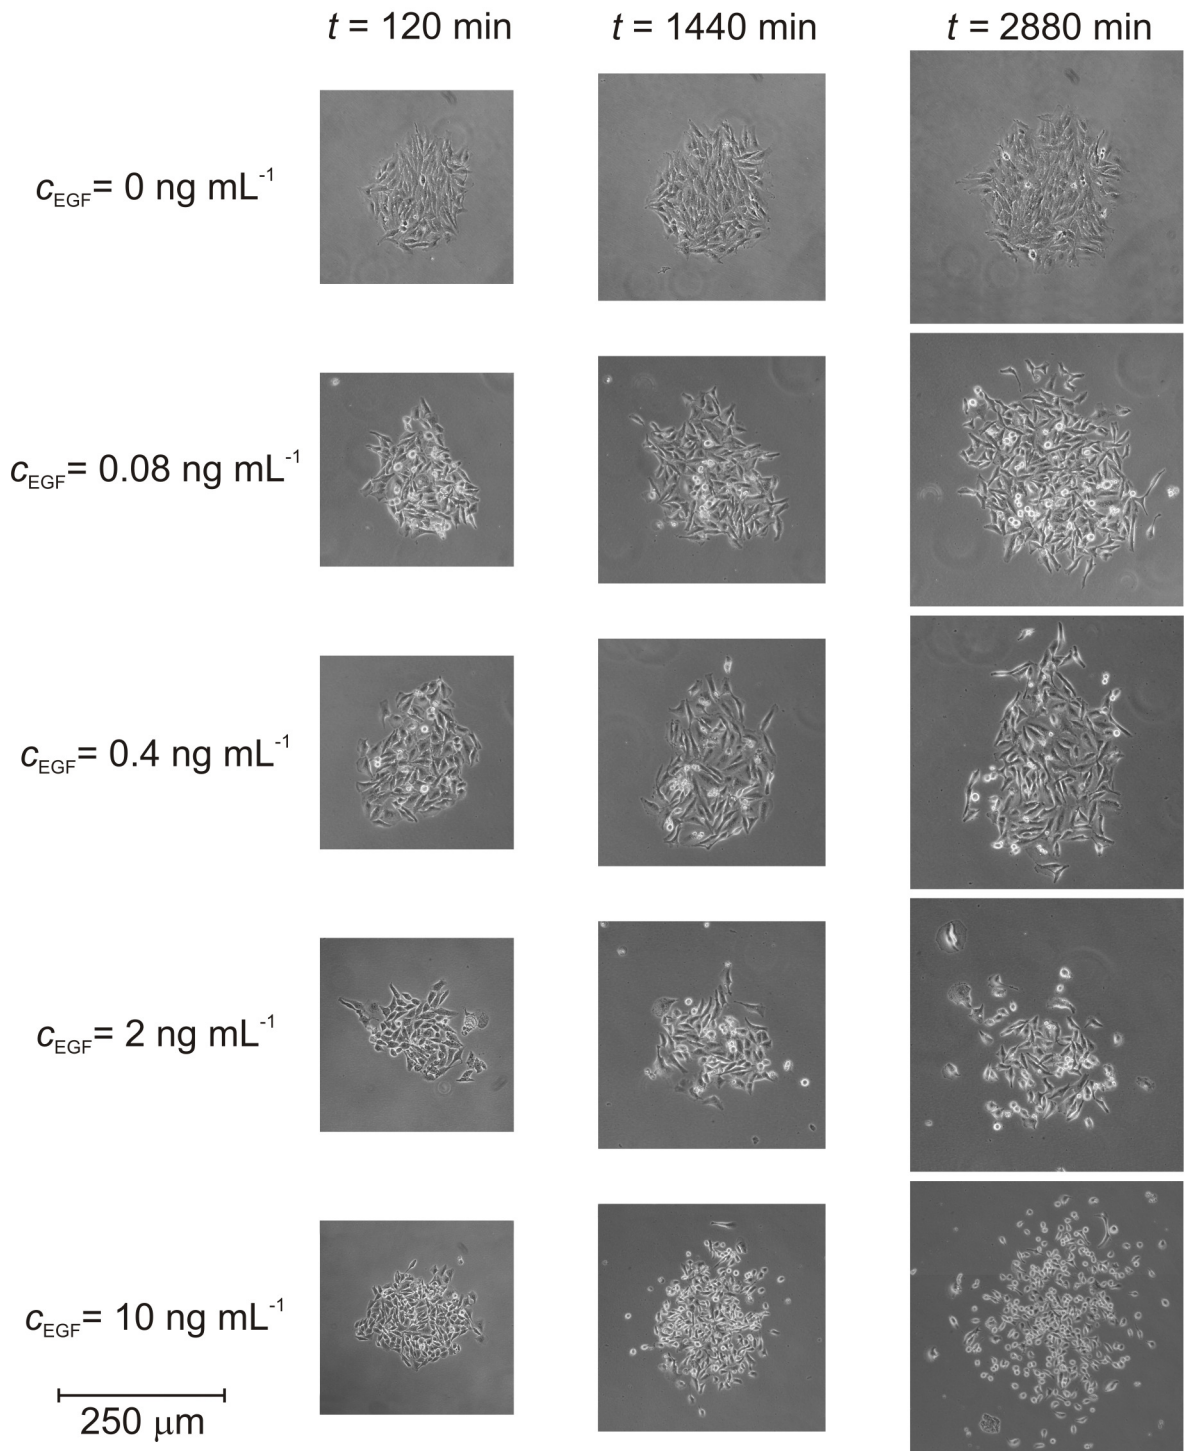 t = 120 min t = 1440 min t = 2880 min
cEGF= 0 ng mL-1
cEGF= 0.08 ng mL-1
cEGF= 0.4 ng mL-1
cEGF= 2 ng mL-1
cEGF= 10 ng mL-1
250 μm